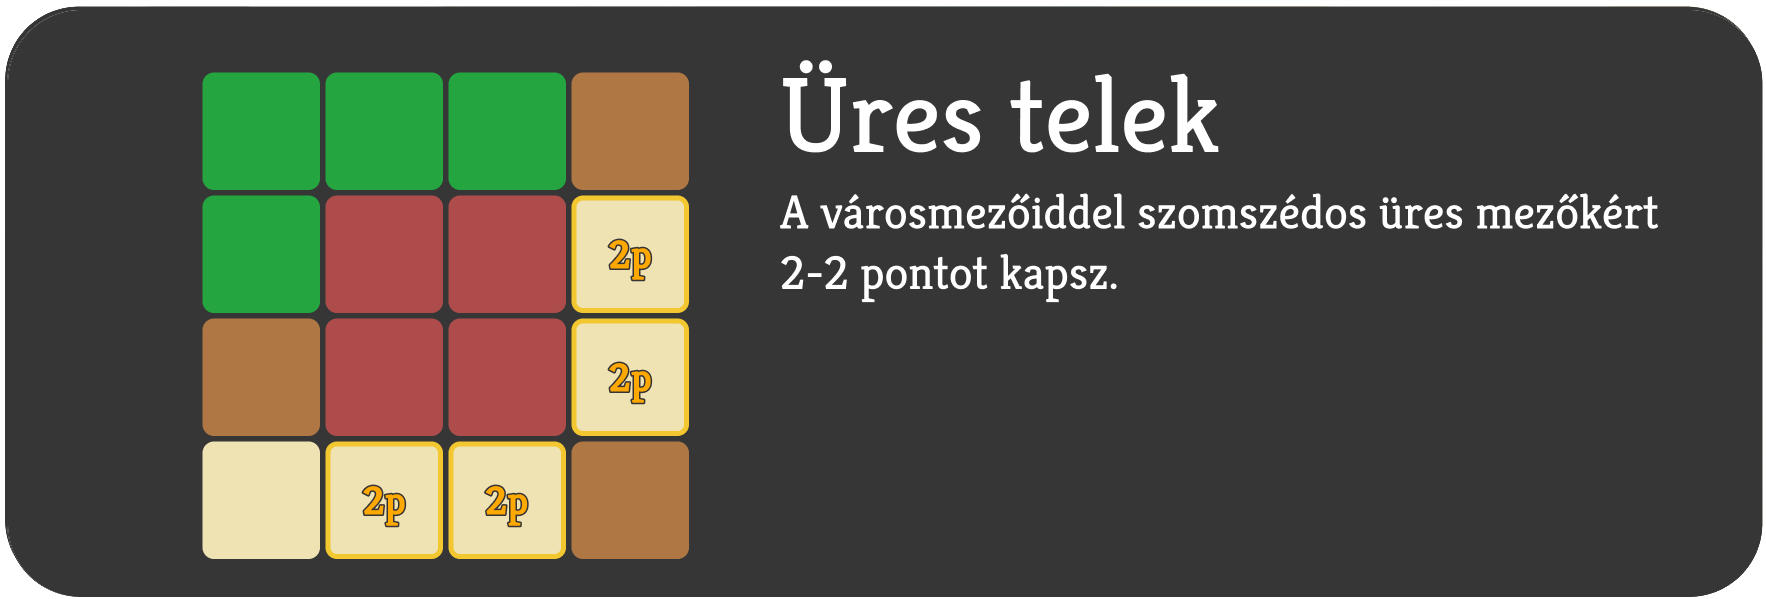 Üres telek
A városmezőiddel szomszédos üres mezőkért
2-2 pontot kapsz.
2p
2p
2p 2p